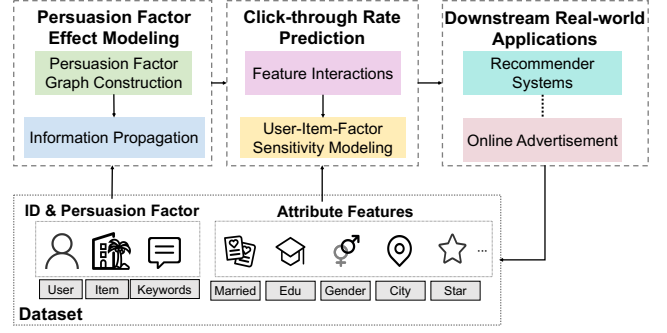 Persuasion Factor
Effect Modeling
Persuasion Factor
Graph Construction
Information Propagation
Click-through Rate
Prediction
Feature Interactions
User-Item-Factor
Sensitivity Modeling
Downstream Real-world
Applications
Recommender
Systems
Online Advertisement
ID & Persuasion Factor
User
Item
Keywords
Attribute Features
...
Married
Edu
Gender
City
Star
Dataset